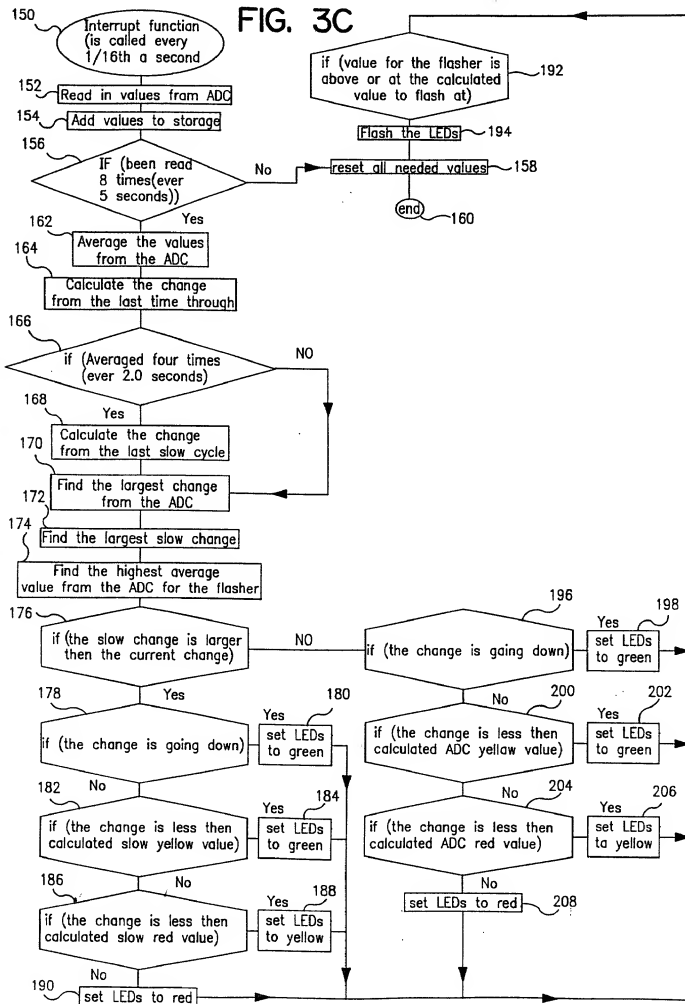 FIG. 3C
150
Interrupt function
(is called every
1/16th a second
152
Read in values fram ADC
154
Add values to storage
156
IF (been read
8 times(ever
5 seconds))
No
Yes
162
Average the values
from the ADC
164
Calculate the change
from the last time through
166
if (Averaged four times
(ever 2.0 seconds)
NO
Yes
168
Calculate the change
from the last slow cycle
170
Find the largest change
from the ADC
172
Find the largest slow change
174
Find the highest average
value fram the ADC for the flasher
176
if (the slow change is larger
then the current change)
NO
Yes
178
if (the change is going down)
Yes
180
set LEDs
to green
No
182
if (the change is less then
calculated slow yellow value)
Yes
184
set LEDs
to green
No
186
if (the change is less then
calculated slow red value)
Yes
188
set LEDs
to yellow
No
190
set LEDs to red
if (value for the flasher is
above or at the calculated
value to flash at)
192
Flash the LEDs
194
reset all needed values
158
end
160
196
if (the change is going down)
Yes
198
set LEDs
to green
No
200
if (the change is less then
calculated ADC yellaw value)
Yes
202
set LEDs
to green
No
204
if (the change is less then
calculated ADC red value)
Yes
206
set LEDs
ta yellow
No
set LEDs to red
208